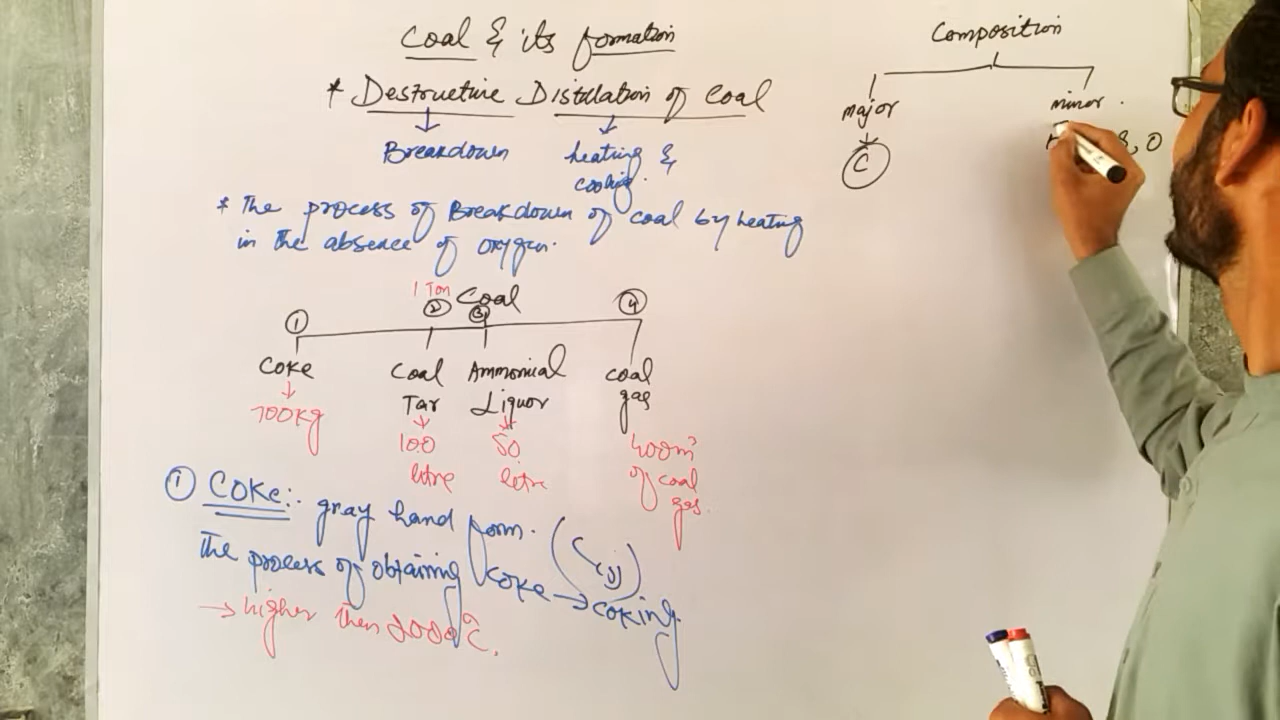 Coal & its formation
* Destructive Distillation of Coal
Breakdown
heating &
cooling.
* The process of Breakdown of coal by heating
in the absence of oxygen.
1 Ton
Coal
① ② ③ ④
Coke
Coal
Tar
Ammonial
Liquor
coal
gas
700kg
100
litre
50
litre
400m³
of coal
gas.
① Coke:-
gray hand form.
The process of obtaining coke → coking
→ higher then 2000°C.
Composition
major
minor.
C
O